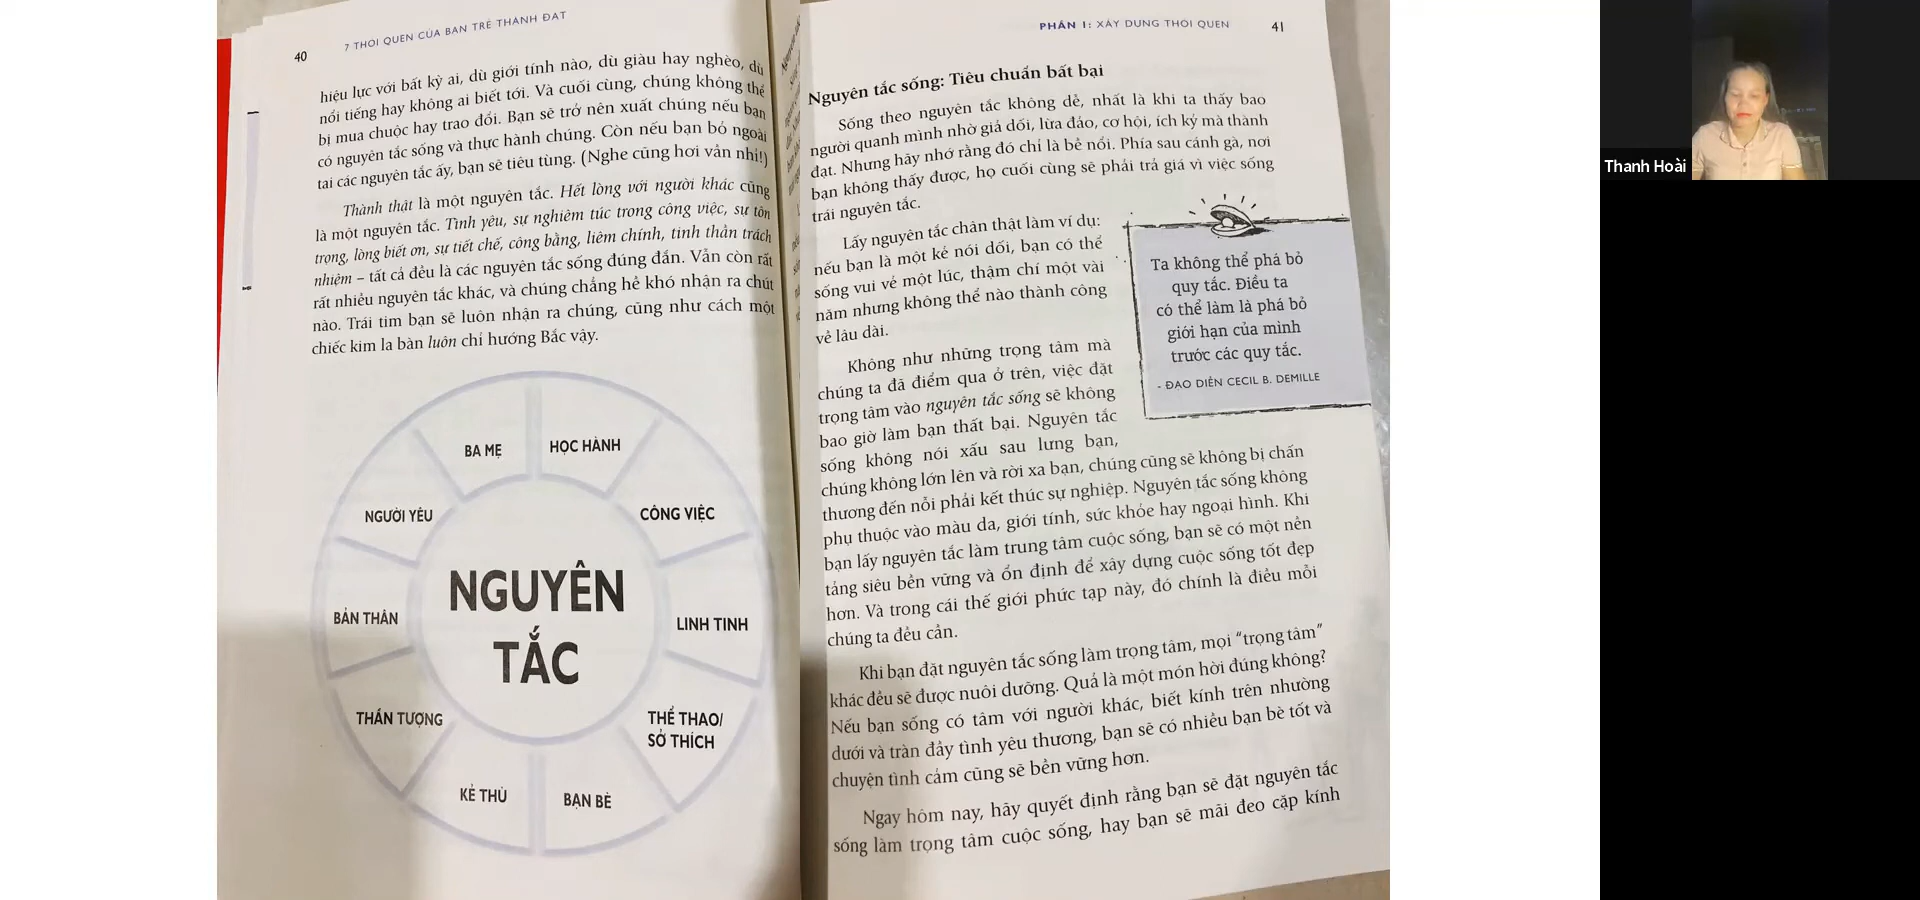 40
7 THÓI QUEN CỦA BẠN TRẺ THÀNH ĐẠT
hiệu lực với bất kỳ ai, dù giới tính nào, dù giàu hay nghèo, dù
nổi tiếng hay không ai biết tới. Và cuối cùng, chúng không thể
bị mua chuộc hay trao đổi. Bạn sẽ trở nên xuất chúng nếu bạn
có nguyên tắc sống và thực hành chúng. Còn nếu bạn bỏ ngoài
tai các nguyên tắc ấy, bạn sẽ tiêu tùng. (Nghe cũng hơi vần nhỉ!)
Thành thật là một nguyên tắc. Hết lòng với người khác cũng
là một nguyên tắc. Tình yêu, sự nghiêm túc trong công việc, sự tôn
trọng, lòng biết ơn, sự tiết chế, công bằng, liêm chính, tinh thần trách
nhiệm – tất cả đều là các nguyên tắc sống đúng đắn. Vẫn còn rất
rất nhiều nguyên tắc khác, và chúng chẳng hề khó nhận ra chút
nào. Trái tim bạn sẽ luôn nhận ra chúng, cũng như cách một
chiếc kim la bàn luôn chỉ hướng Bắc vậy.
BA MẸ
HỌC HÀNH
NGƯỜI YÊU
CÔNG VIỆC
NGUYÊN
TẮC
BẢN THÂN
LINH TINH
THẦN TƯỢNG
THỂ THAO/
SỞ THÍCH
KẺ THÙ
BẠN BÈ
PHẦN I: XÂY DỰNG THÓI QUEN
41
Nguyên tắc sống: Tiêu chuẩn bất bại
Sống theo nguyên tắc không dễ, nhất là khi ta thấy bao
người quanh mình nhờ giả dối, lừa đảo, cơ hội, ích kỷ mà thành
đạt. Nhưng hãy nhớ rằng đó chỉ là bề nổi. Phía sau cánh gà, nơi
bạn không thấy được, họ cuối cùng sẽ phải trả giá vì việc sống
trái nguyên tắc.
Lấy nguyên tắc chân thật làm ví dụ:
nếu bạn là một kẻ nói dối, bạn có thể
sống vui vẻ một lúc, thậm chí một vài
năm nhưng không thể nào thành công
về lâu dài.
Ta không thể phá bỏ
quy tắc. Điều ta
có thể làm là phá bỏ
giới hạn của mình
trước các quy tắc.
- ĐẠO DIỄN CECIL B. DEMILLE
Không như những trọng tâm mà
chúng ta đã điểm qua ở trên, việc đặt
trọng tâm vào nguyên tắc sống sẽ không
bao giờ làm bạn thất bại. Nguyên tắc
sống không nói xấu sau lưng bạn,
chúng không lớn lên và rời xa bạn, chúng cũng sẽ không bị chấn
thương đến nỗi phải kết thúc sự nghiệp. Nguyên tắc sống không
phụ thuộc vào màu da, giới tính, sức khỏe hay ngoại hình. Khi
bạn lấy nguyên tắc làm trung tâm cuộc sống, bạn sẽ có một nền
tảng siêu bền vững và ổn định để xây dựng cuộc sống tốt đẹp
hơn. Và trong cái thế giới phức tạp này, đó chính là điều mỗi
chúng ta đều cần.
Khi bạn đặt nguyên tắc sống làm trọng tâm, mọi “trọng tâm”
khác đều sẽ được nuôi dưỡng. Quả là một món hời đúng không?
Nếu bạn sống có tâm với người khác, biết kính trên nhường
dưới và tràn đầy tình yêu thương, bạn sẽ có nhiều bạn bè tốt và
chuyện tình cảm cũng sẽ bền vững hơn.
Ngay hôm nay, hãy quyết định rằng bạn sẽ đặt nguyên tắc
sống làm trọng tâm cuộc sống, hay bạn sẽ mãi đeo cặp kính
Thanh Hoài